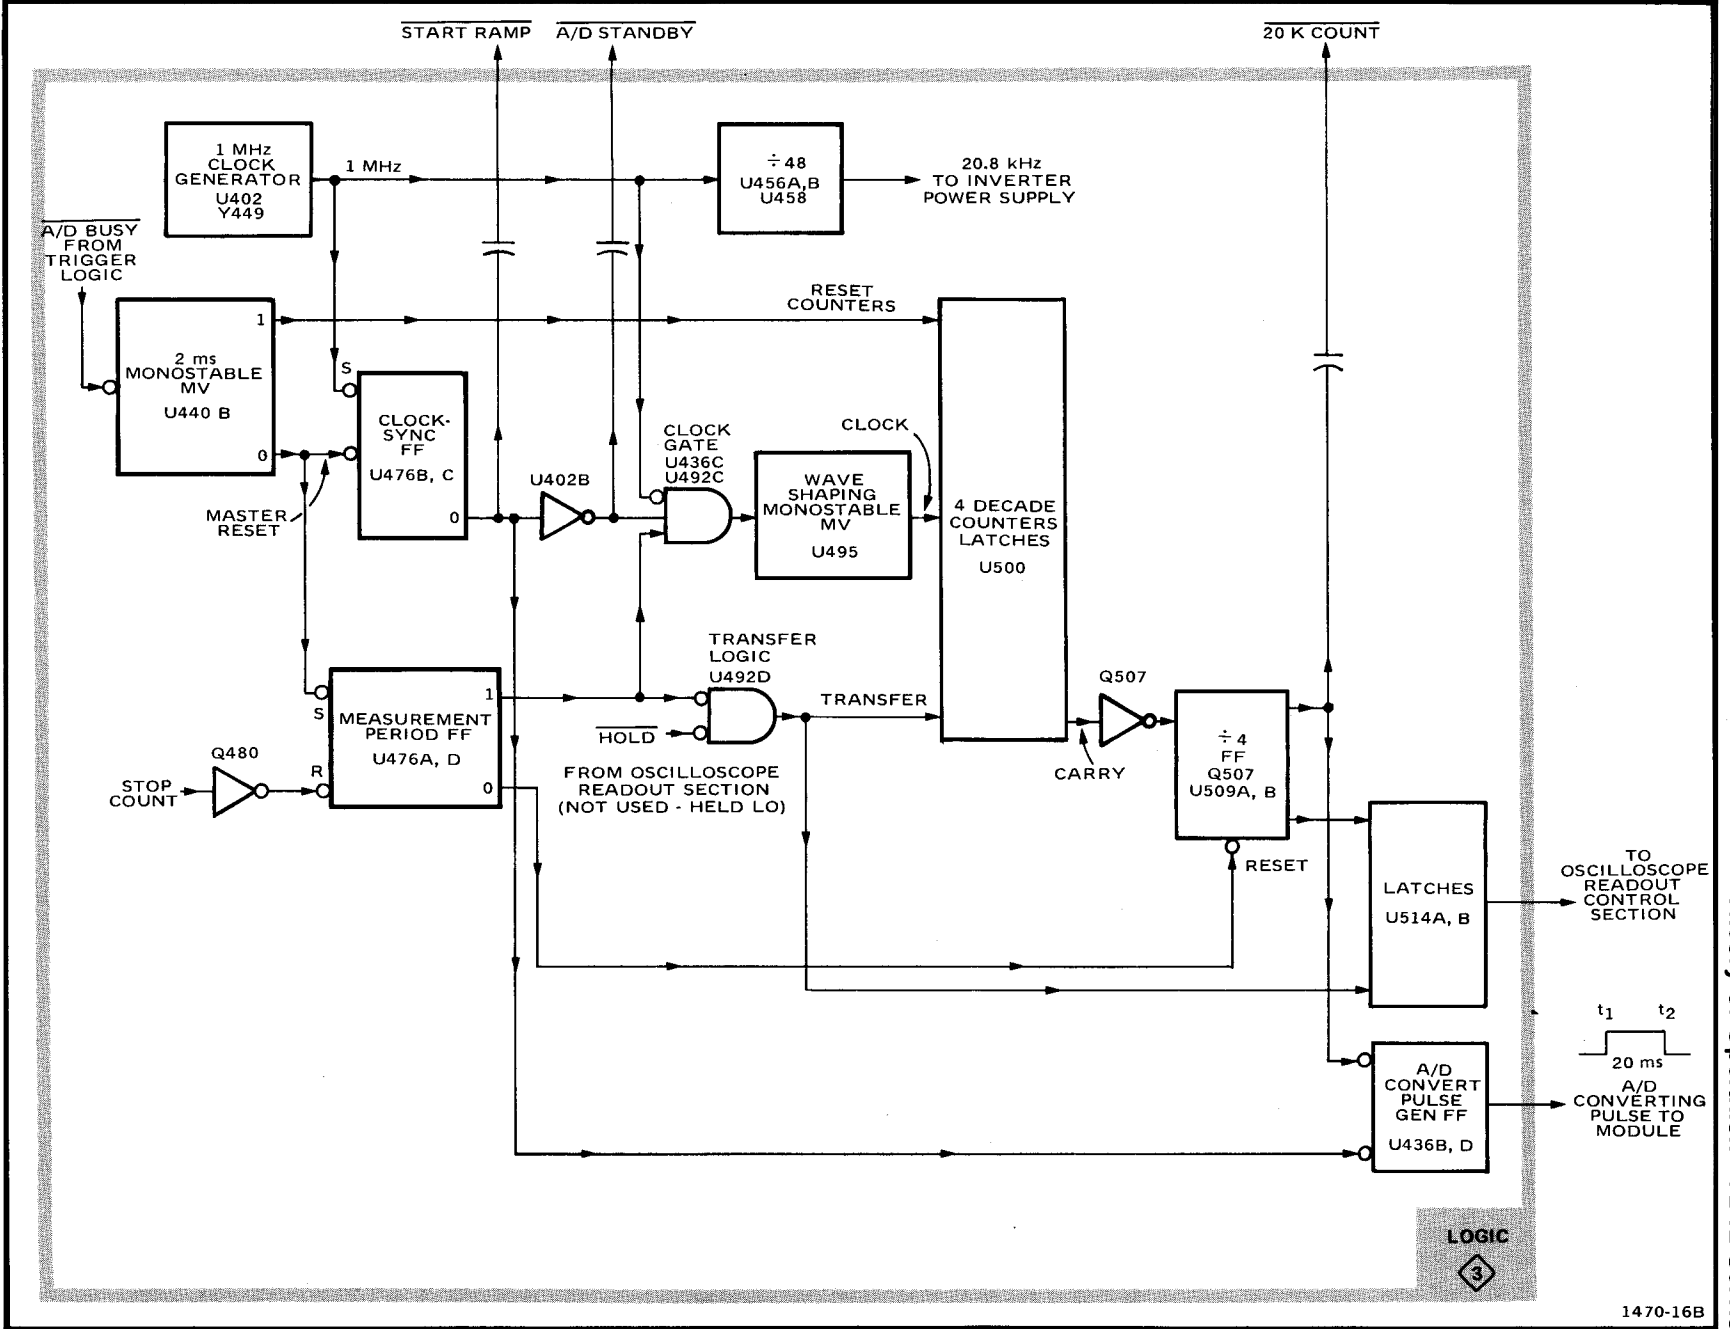 START RAMP
A/D STANDBY
20 K COUNT
1 MHz
CLOCK
GENERATOR
U402
Y449
1 MHz
÷48
U456A,B
U458
20.8 kHz
TO INVERTER
POWER SUPPLY
A/D BUSY
FROM
TRIGGER
LOGIC
RESET
COUNTERS
1
2 ms
MONOSTABLE
MV
U440 B
0
S
CLOCK-
SYNC
FF
U476B, C
0
MASTER
RESET
U402B
CLOCK
GATE
U436C
U492C
WAVE
SHAPING
MONOSTABLE
MV
U495
CLOCK
4 DECADE
COUNTERS
LATCHES
U500
S
MEASUREMENT
PERIOD FF
U476A, D
1
0
R
Q480
STOP
COUNT
TRANSFER
LOGIC
U492D
HOLD
FROM OSCILLOSCOPE
READOUT SECTION
(NOT USED - HELD LO)
TRANSFER
CARRY
Q507
÷4
FF
Q507
U509A, B
RESET
LATCHES
U514A, B
TO
OSCILLOSCOPE
READOUT
CONTROL
SECTION
t1 t2
20 ms
A/D
CONVERT
PULSE
GEN FF
U436B, D
A/D
CONVERTING
PULSE TO
MODULE
LOGIC
3
1470-16B